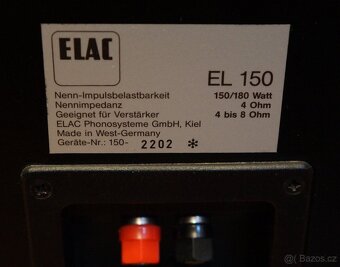 ELAC
EL 150
Nenn-Impulsbelastbarkeit 150/180 Watt
Nennimpedanz 4 Ohm
Geeignet für Verstärker 4 bis 8 Ohm
ELAC Phonosysteme GmbH, Kiel
Made in West-Germany
Geräte-Nr.: 150- 2202 *
© Bazos.cz